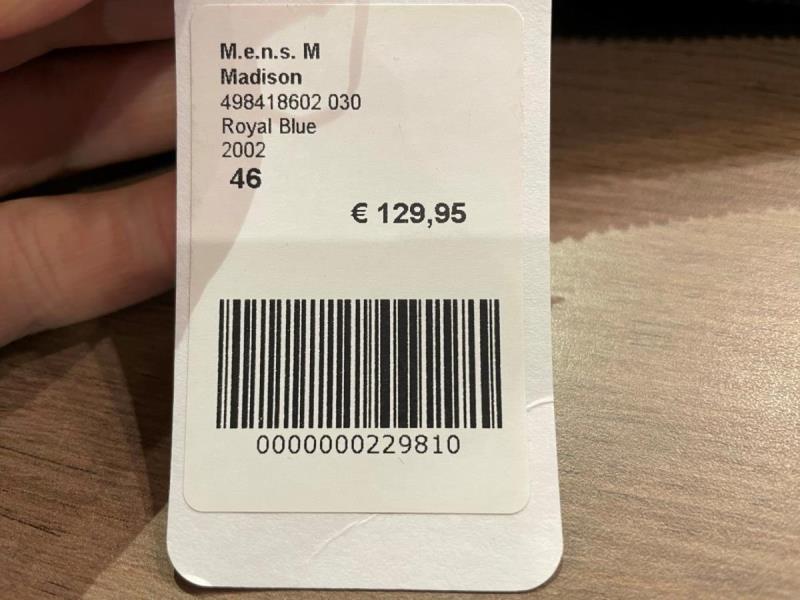 M.e.n.s. M
Madison
498418602 030
Royal Blue
2002
46
€ 129,95
0000000229810